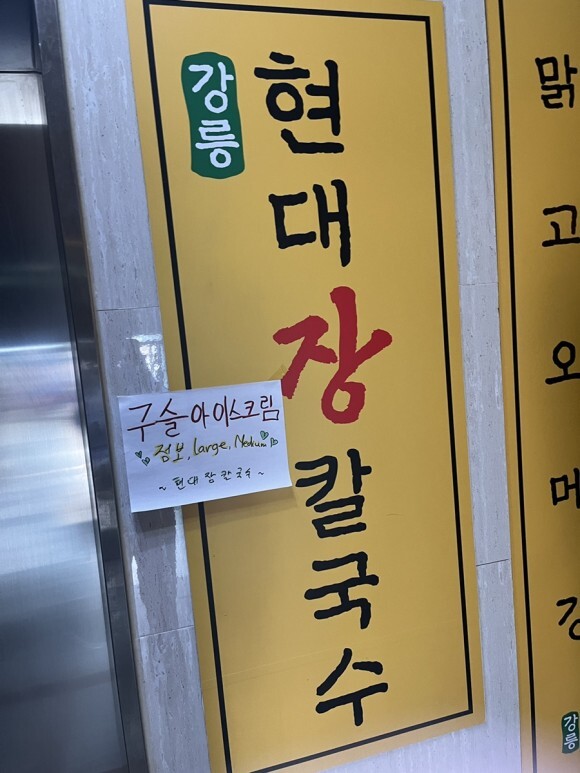 강릉
현대장칼국수
구슬아이스크림
점보, Large, Medium
~ 현대장칼국수 ~
맑
고
오
메
강릉